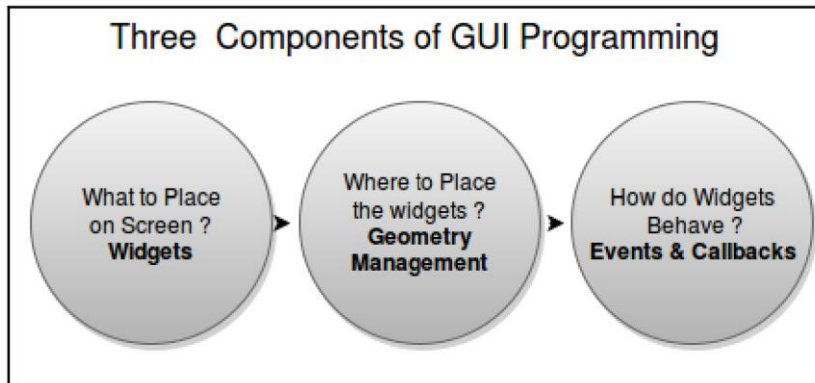 Three Components of GUI Programming
What to Place
on Screen ?
Widgets
Where to Place
the widgets ?
Geometry
Management
How do Widgets
Behave ?
Events & Callbacks